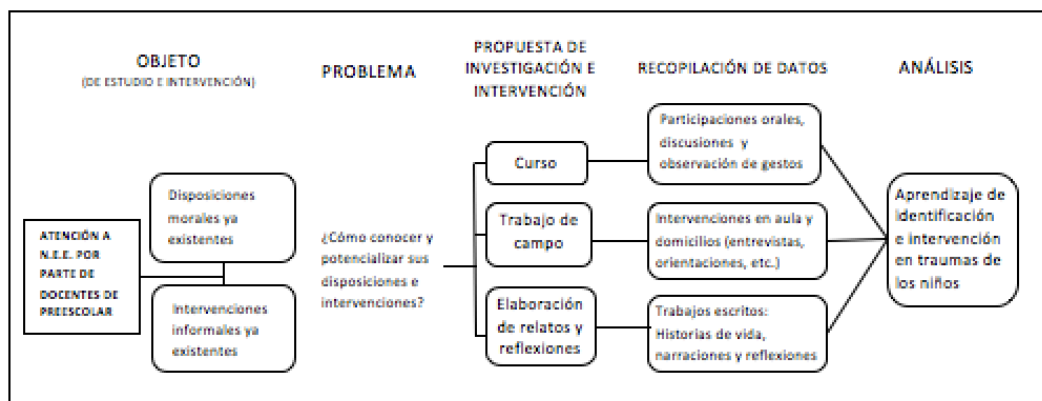 OBJETO
(DE ESTUDIO E INTERVENCIÓN)
PROBLEMA
PROPUESTA DE
INVESTIGACIÓN E
INTERVENCIÓN
RECOPILACIÓN DE DATOS
ANÁLISIS
ATENCIÓN A
N.E.E. POR
PARTE DE
DOCENTES DE
PREESCOLAR
Disposiciones
morales ya
existentes
Intervenciones
informales ya
existentes
¿Cómo conocer y
potencializar sus
disposiciones e
intervenciones?
Curso
Trabajo de
campo
Elaboración
de relatos y
reflexiones
Participaciones orales,
discusiones y
observación de gestos
Intervenciones en aula y
domicilios (entrevistas,
orientaciones, etc.)
Trabajos escritos:
Historias de vida,
narraciones y reflexiones
Aprendizaje de
identificación
e intervención
en traumas de
los niños